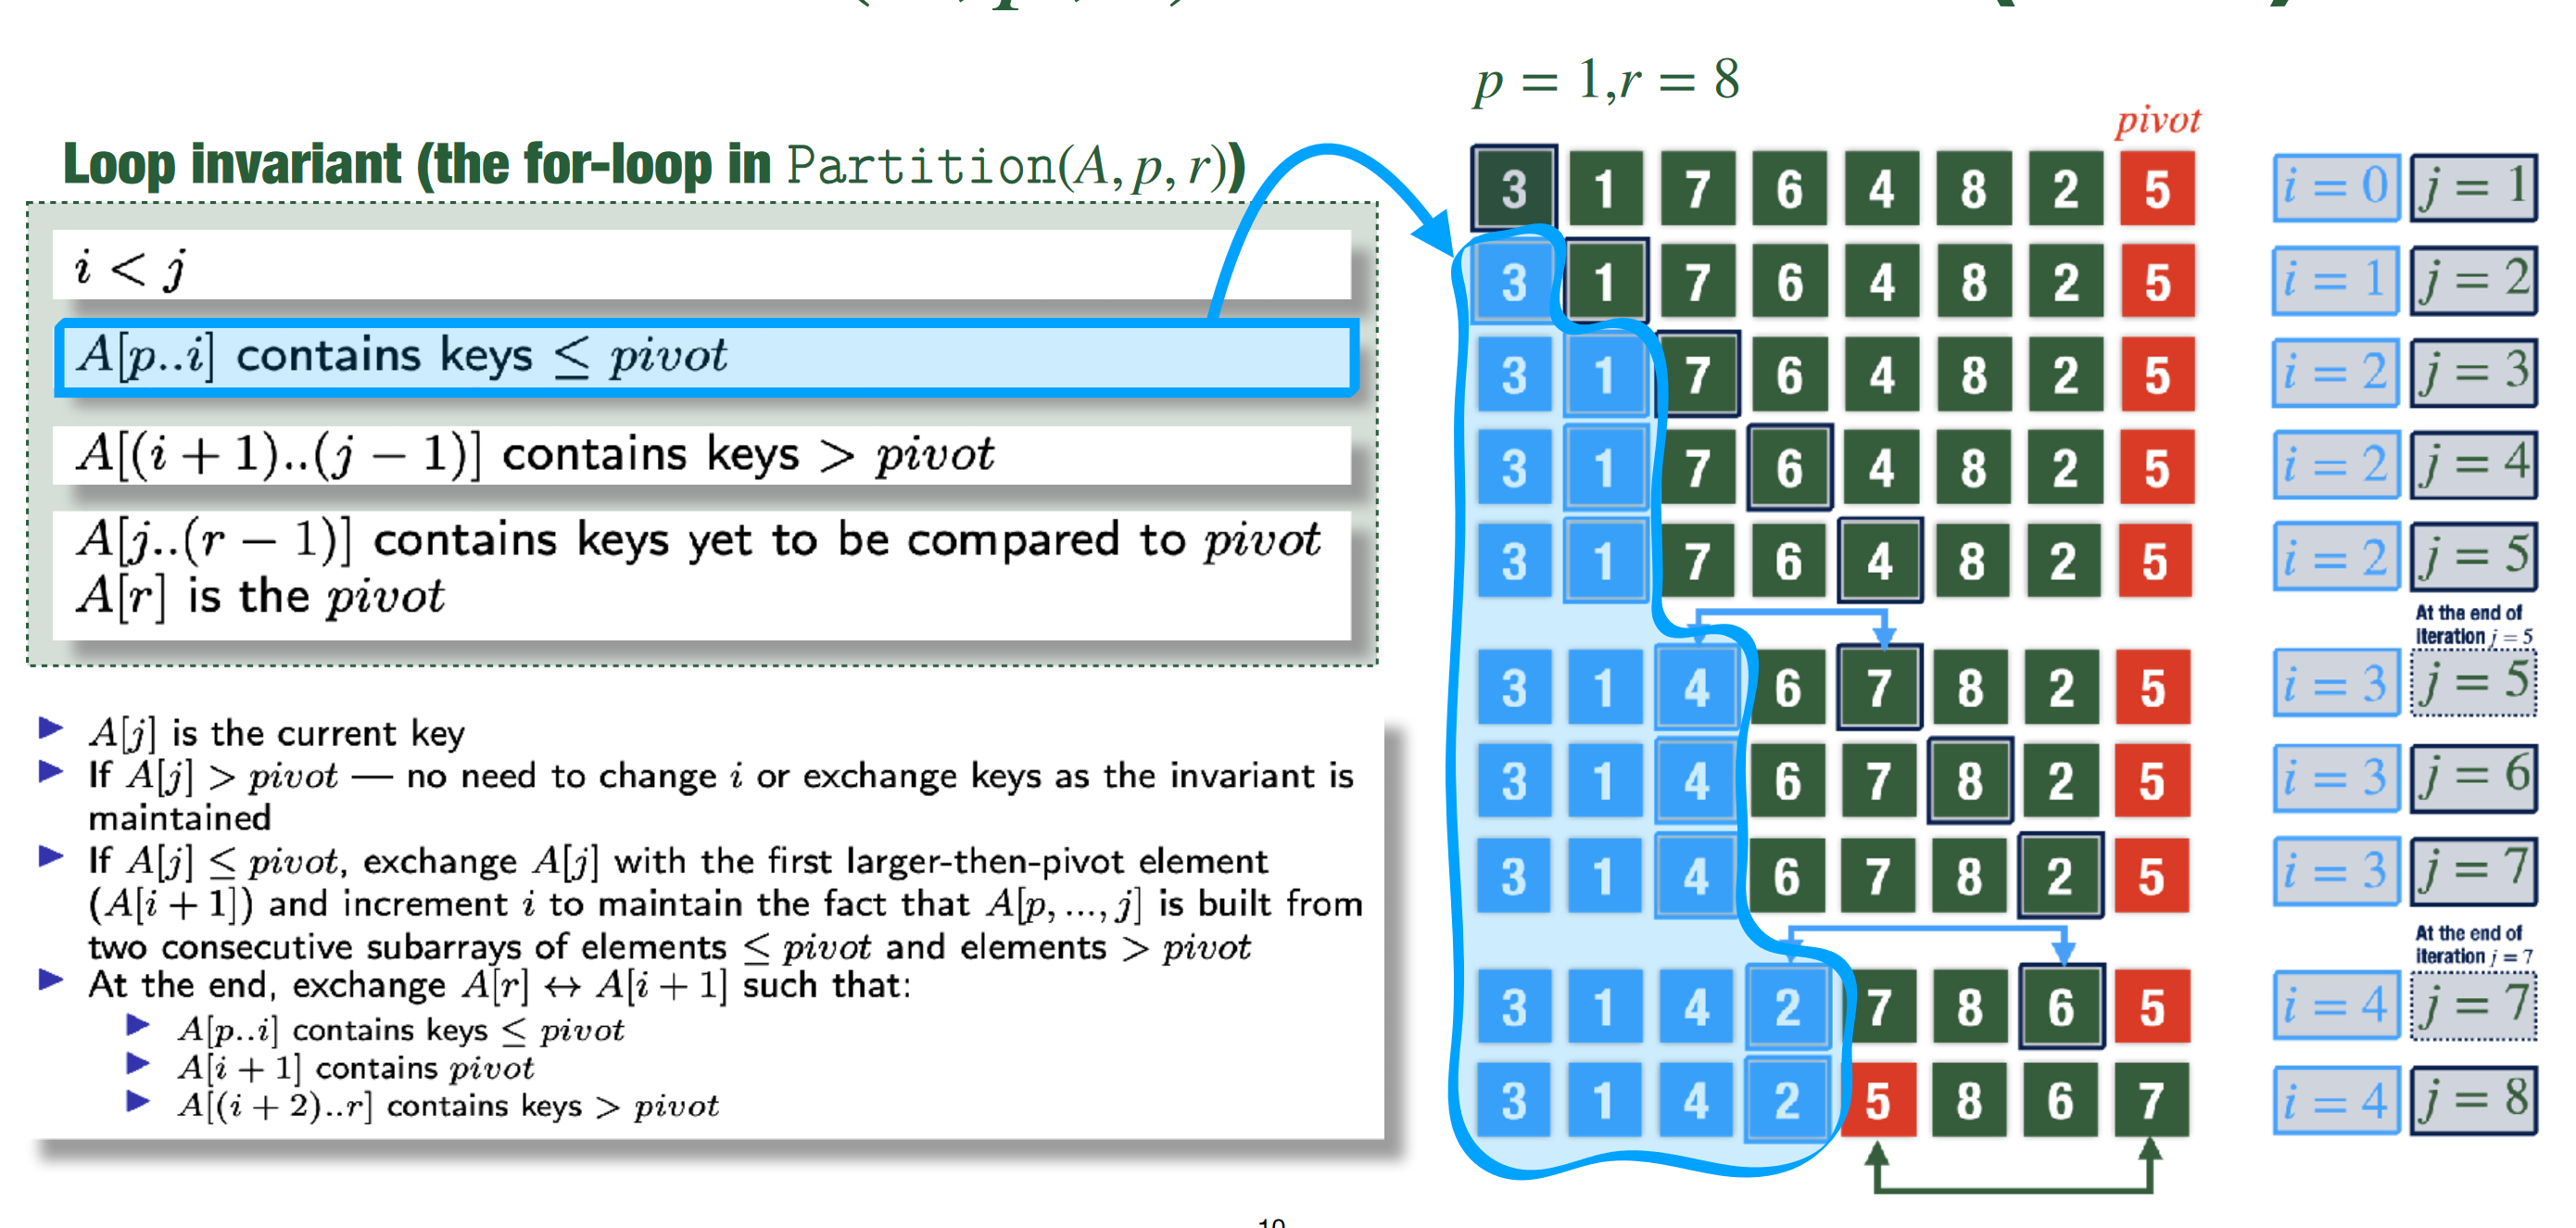 p = 1,r = 8
Loop invariant (the for-loop in Partition(A, p, r))
i < j
A[p..i] contains keys ≤ pivot
A[(i + 1)..(j − 1)] contains keys > pivot
A[j..(r − 1)] contains keys yet to be compared to pivot
A[r] is the pivot
▶ A[j] is the current key
▶ If A[j] > pivot — no need to change i or exchange keys as the invariant is
maintained
▶ If A[j] ≤ pivot, exchange A[j] with the first larger-then-pivot element
(A[i + 1]) and increment i to maintain the fact that A[p, ..., j] is built from
two consecutive subarrays of elements ≤ pivot and elements > pivot
▶ At the end, exchange A[r] ↔ A[i + 1] such that:
▶ A[p..i] contains keys ≤ pivot
▶ A[i + 1] contains pivot
▶ A[(i + 2)..r] contains keys > pivot
pivot
3 1 7 6 4 8 2 5 i = 0 j = 1
3 1 7 6 4 8 2 5 i = 1 j = 2
3 1 7 6 4 8 2 5 i = 2 j = 3
3 1 7 6 4 8 2 5 i = 2 j = 4
3 1 7 6 4 8 2 5 i = 2 j = 5
At the end of
iteration j = 5
3 1 4 6 7 8 2 5 i = 3 j = 5
3 1 4 6 7 8 2 5 i = 3 j = 6
3 1 4 6 7 8 2 5 i = 3 j = 7
At the end of
iteration j = 7
3 1 4 2 7 8 6 5 i = 4 j = 7
3 1 4 2 5 8 6 7 i = 4 j = 8